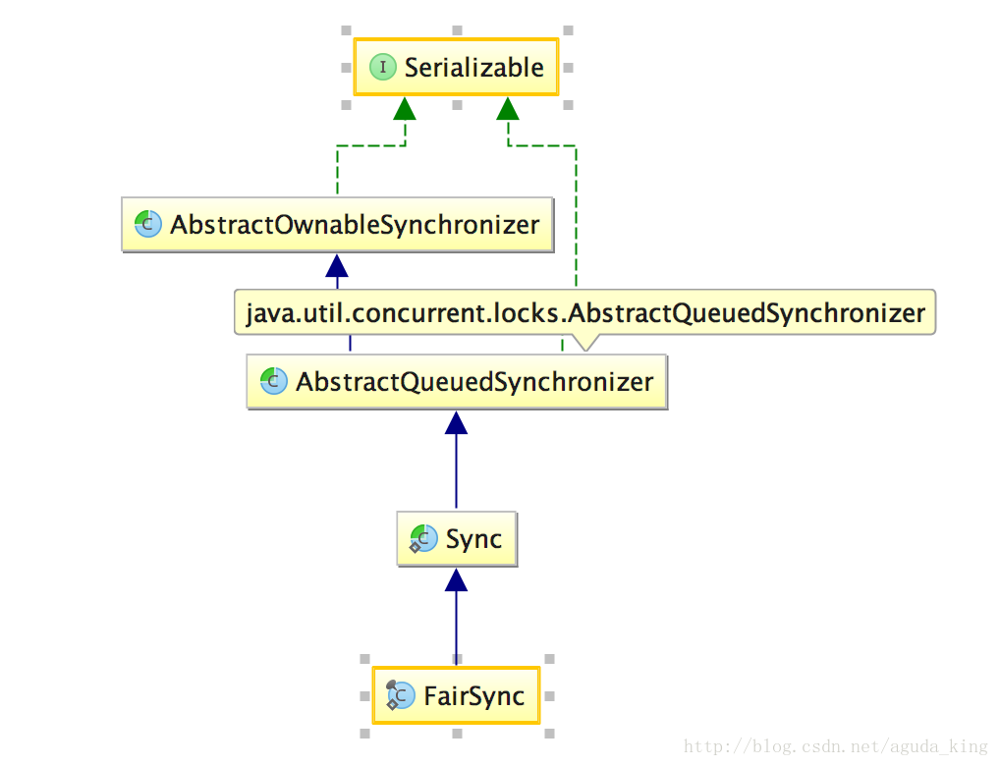 I Serializable
C AbstractOwnableSynchronizer
java.util.concurrent.locks.AbstractQueuedSynchronizer
C AbstractQueuedSynchronizer
C Sync
C FairSync
http://blog.csdn.net/aguda_king